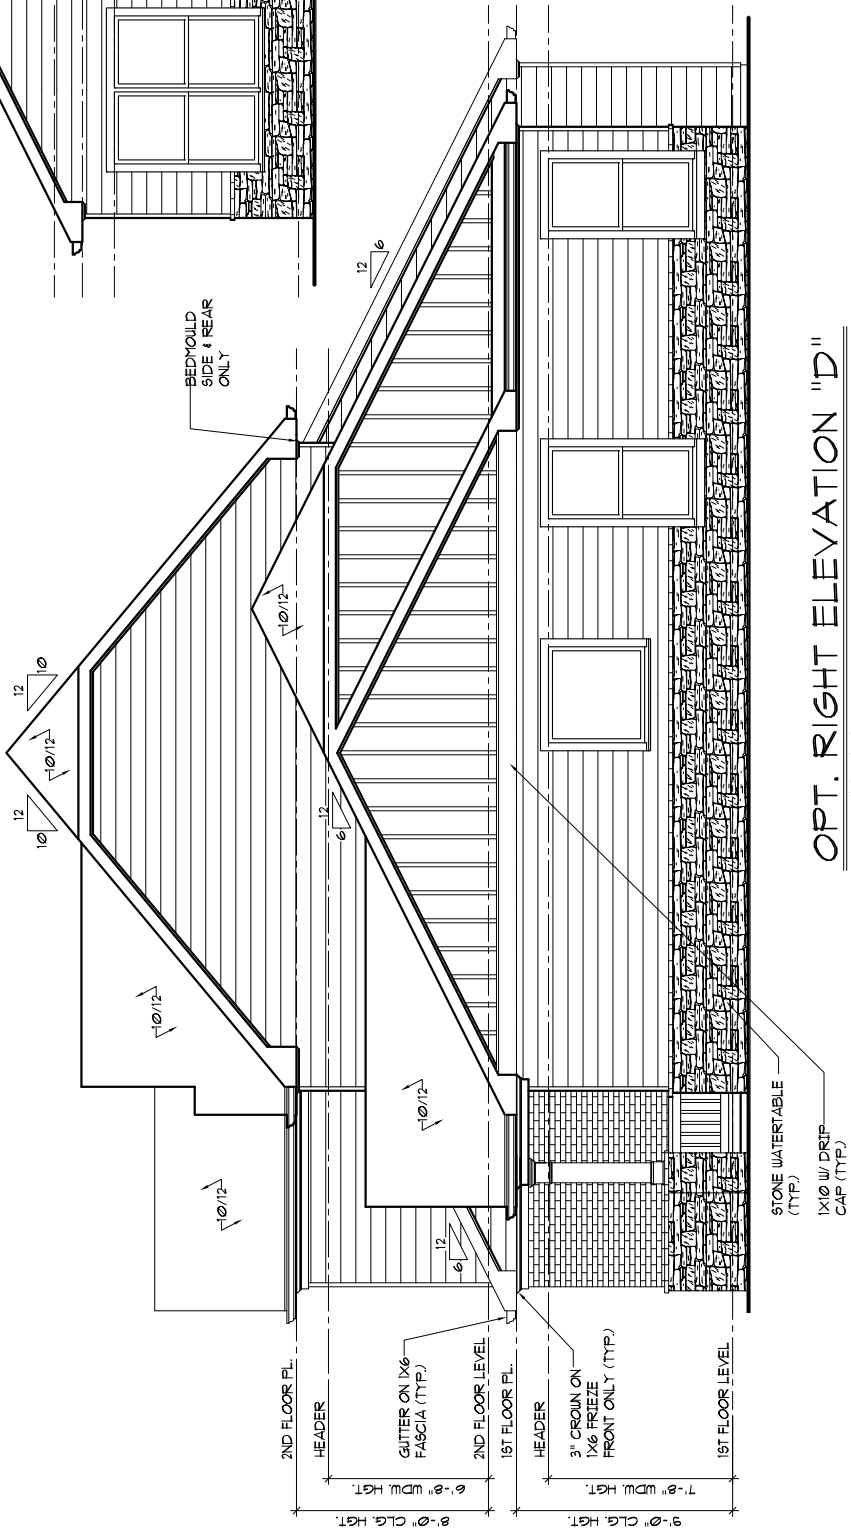 12
10
12
10
10/12
10/12
10/12
10/12
10/12
BEDMOULD
SIDE & REAR
ONLY
12
6
12
6
12
6
2ND FLOOR PL.
HEADER
GUTTER ON 1X6
FASCIA (TYP.)
2ND FLOOR LEVEL
1ST FLOOR PL.
HEADER
3" CROWN ON
1X6 FRIEZE
FRONT ONLY (TYP.)
1ST FLOOR LEVEL
8'-0" CLG. HGT.
6'-8" WDW. HGT.
9'-0" CLG. HGT.
7'-8" WDW. HGT.
STONE WATERTABLE
(TYP.)
1X10 W/ DRIP
CAP (TYP.)
OPT. RIGHT ELEVATION "D"